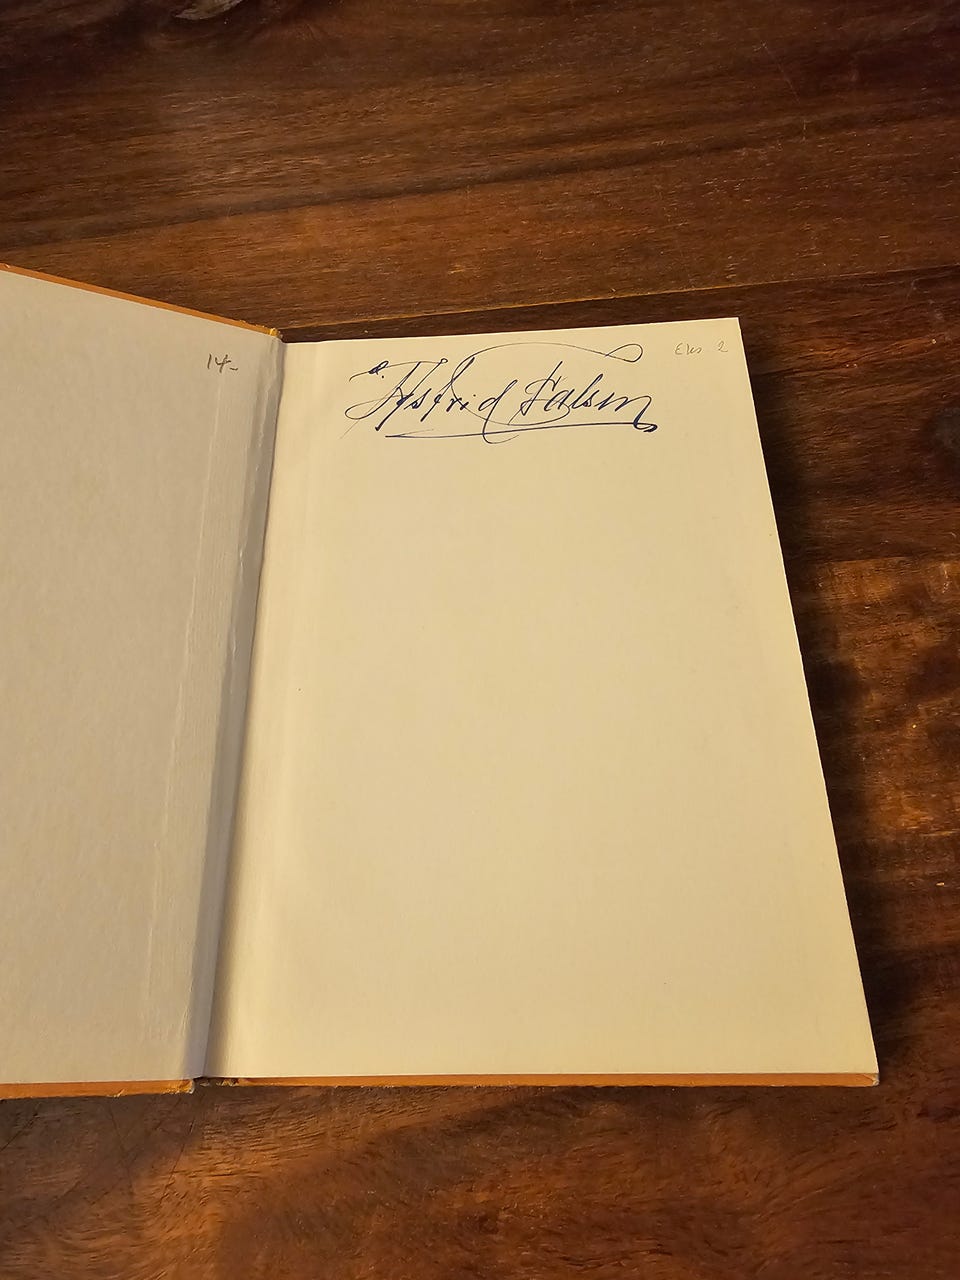 14-
Eks 2
Astrid Falsen